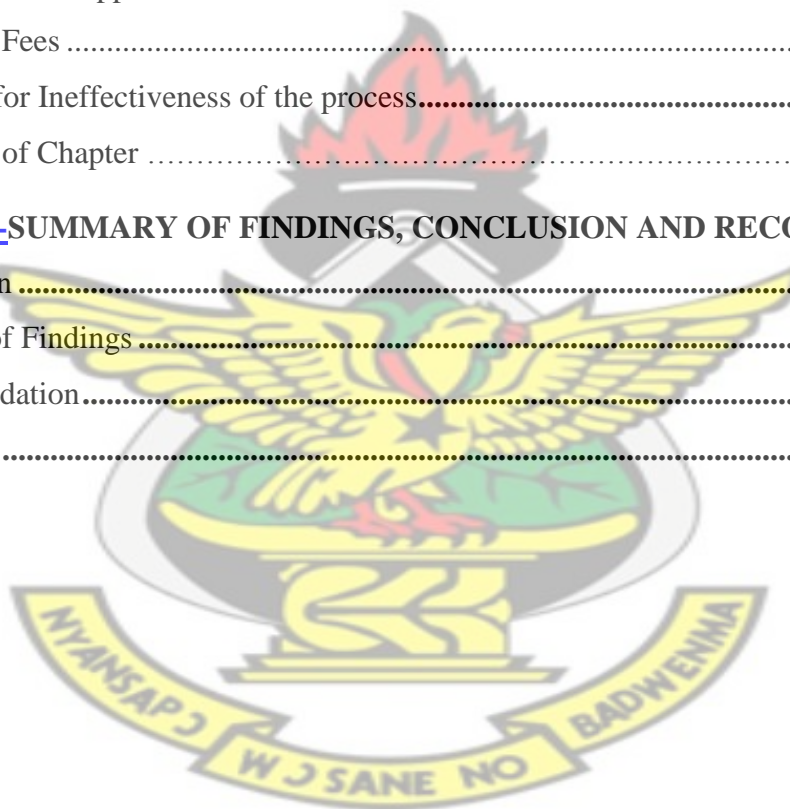 Fees ................................................................................................
for Ineffectiveness of the process................................................
of Chapter ……………………………………………………………
-SUMMARY OF FINDINGS, CONCLUSION AND RECO
n ........................................................................................................
of Findings ........................................................................................
dation................................................................................................
........................................................................................................
NYANSAPƆ WƆSANE NO BADWENMA